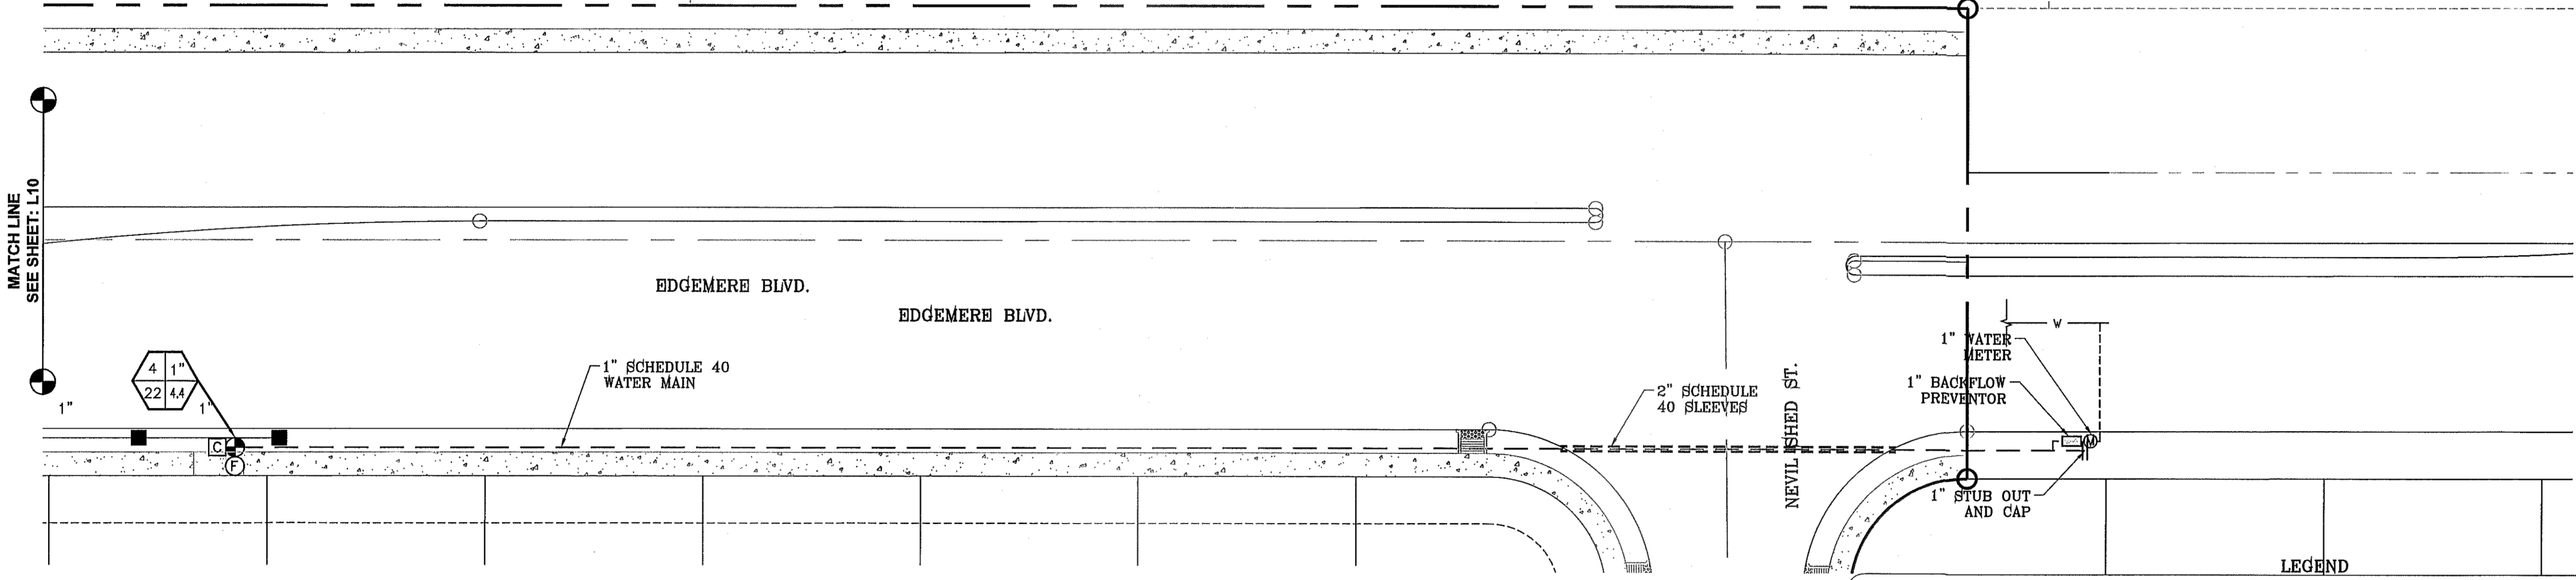 MATCH LINE
SEE SHEET: L10
EDGEMERE BLVD.
EDGEMERE BLVD.
4 1"
22 4.4
1"
1"
C
F
1" SCHEDULE 40
WATER MAIN
2" SCHEDULE
40 SLEEVES
NEVIL SHED ST.
W
1" WATER
METER
1" BACKFLOW
PREVENTOR
M
1" STUB OUT
AND CAP
LEGEND